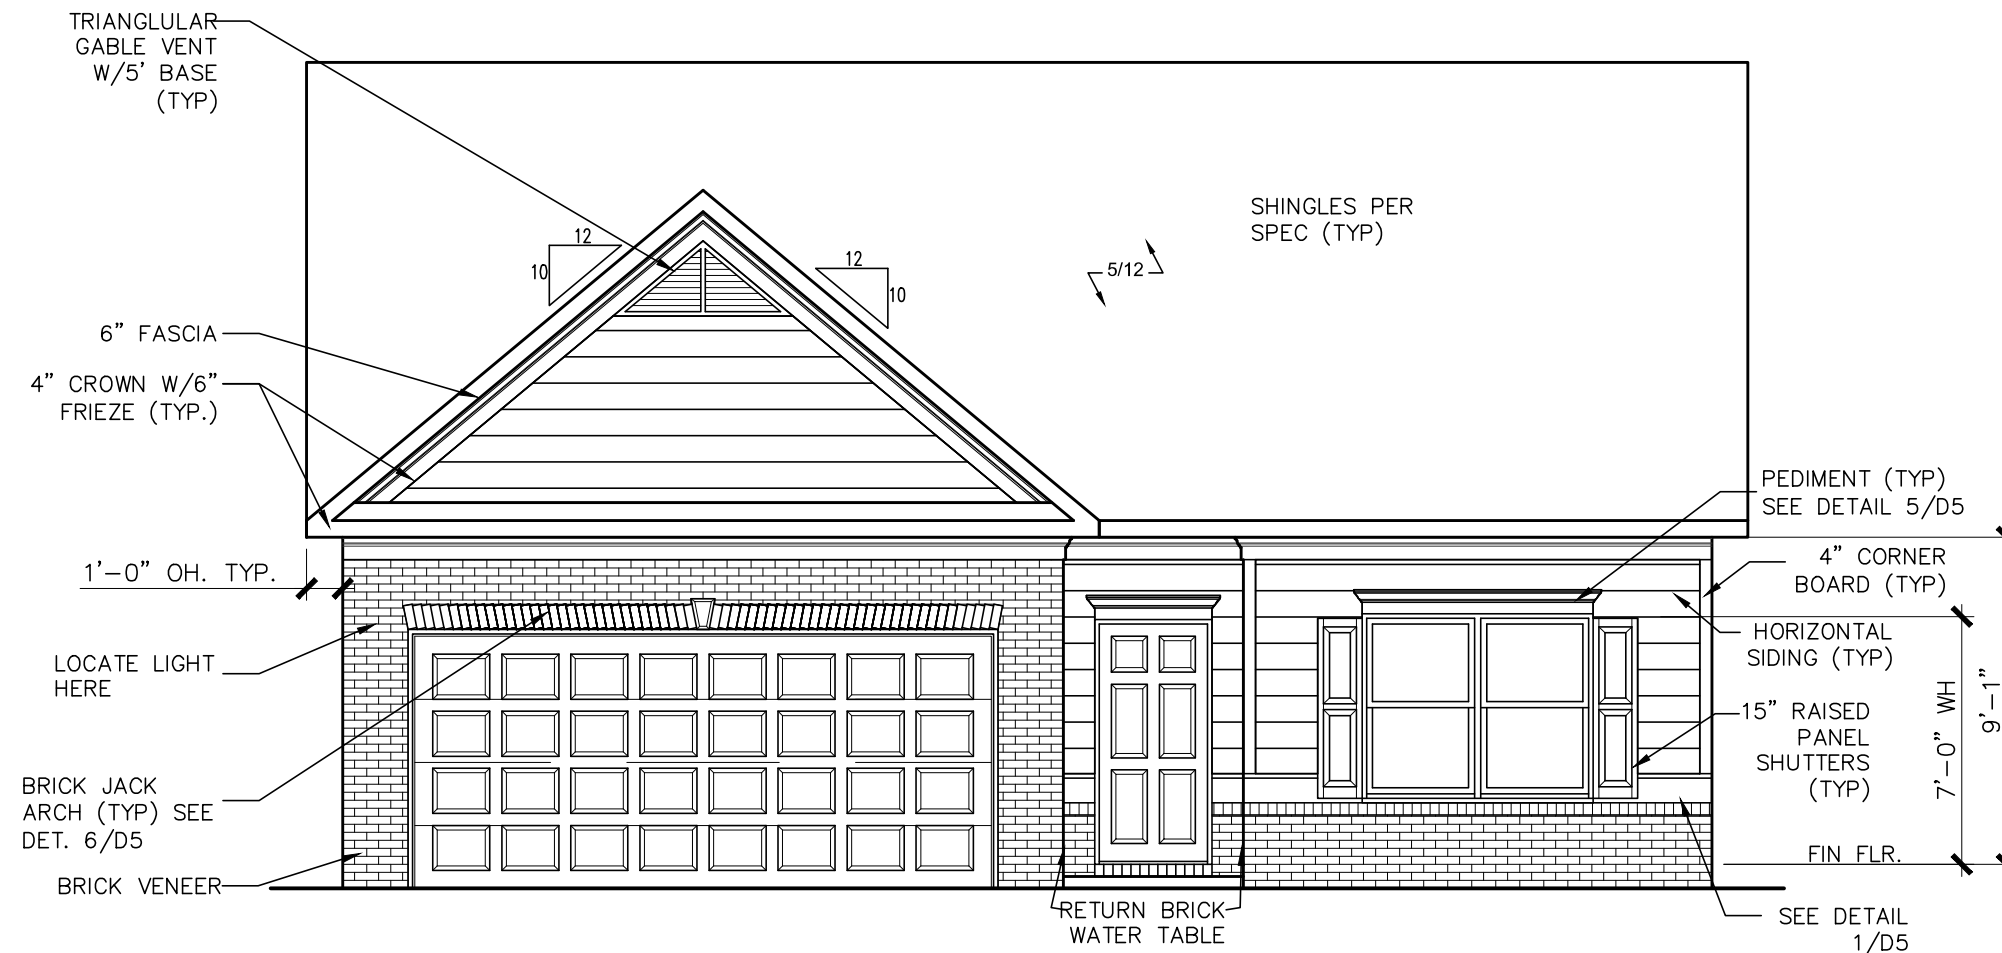 TRIANGLULAR
GABLE VENT
W/5' BASE
(TYP)
SHINGLES PER
SPEC (TYP)
12
10
12
10
5/12
6” FASCIA
4” CROWN W/6”
FRIEZE (TYP.)
PEDIMENT (TYP)
SEE DETAIL 5/D5
1'-0” OH. TYP.
4” CORNER
BOARD (TYP)
LOCATE LIGHT
HERE
HORIZONTAL
SIDING (TYP)
15” RAISED
PANEL
SHUTTERS
(TYP)
7'-0” WH
9'-1”
BRICK JACK
ARCH (TYP) SEE
DET. 6/D5
BRICK VENEER
FIN FLR.
RETURN BRICK
WATER TABLE
SEE DETAIL
1/D5